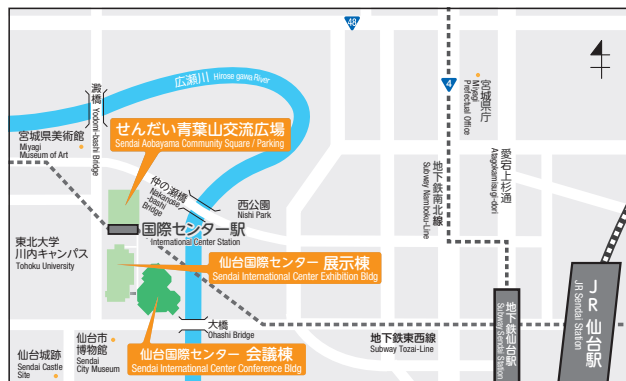 48
広瀬川 Hirose gawa River
澱橋 Yodomi-bashi Bridge
4
宮城県庁
Miyagi
Prefectual Office
宮城県美術館
Miyagi
Museum of Art
せんだい青葉山交流広場
Sendai Aobayama Community Square / Parking
愛宕上杉通
Atagokamisugi-dori
地下鉄南北線
Subway Namboku-Line
仲の瀬橋
Nakanose
-bashi
Bridge
西公園
Nishi Park
国際センター駅
International Center Station
東北大学
川内キャンパス
Tohoku University
仙台国際センター 展示棟
Sendai International Center Exhibition Bldg
JR 仙台駅
JR Sendai Station
地下鉄仙台駅
Subway Sendai Station
大橋
Ohashi Bridge
地下鉄東西線
Subway Tozai-Line
仙台市
博物館
Sendai
City Museum
仙台国際センター 会議棟
Sendai International Center Conference Bldg
仙台城跡
Sendai Castle
Site